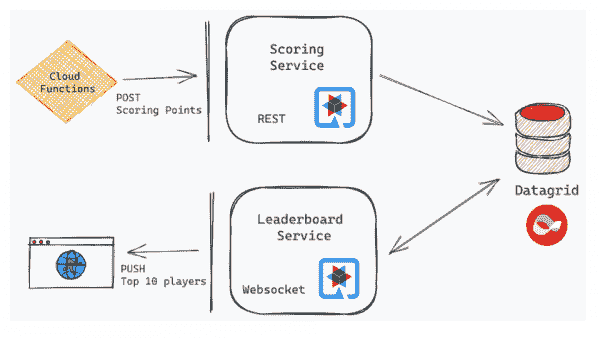 Cloud
Functions
POST
Scoring Points
Scoring
Service
REST
Datagrid
Leaderboard
Service
Websocket
PUSH
Top 10 players